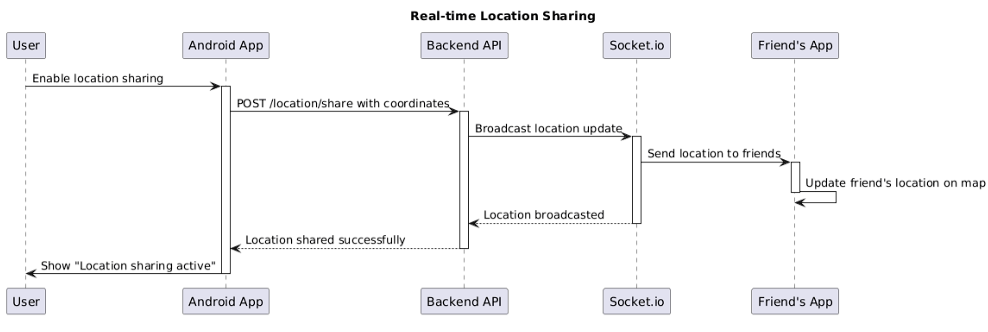 Real-time Location Sharing
User
Android App
Backend API
Socket.io
Friend's App
Enable location sharing
POST /location/share with coordinates
Broadcast location update
Send location to friends
Update friend's location on map
Location broadcasted
Location shared successfully
Show "Location sharing active"
User
Android App
Backend API
Socket.io
Friend's App